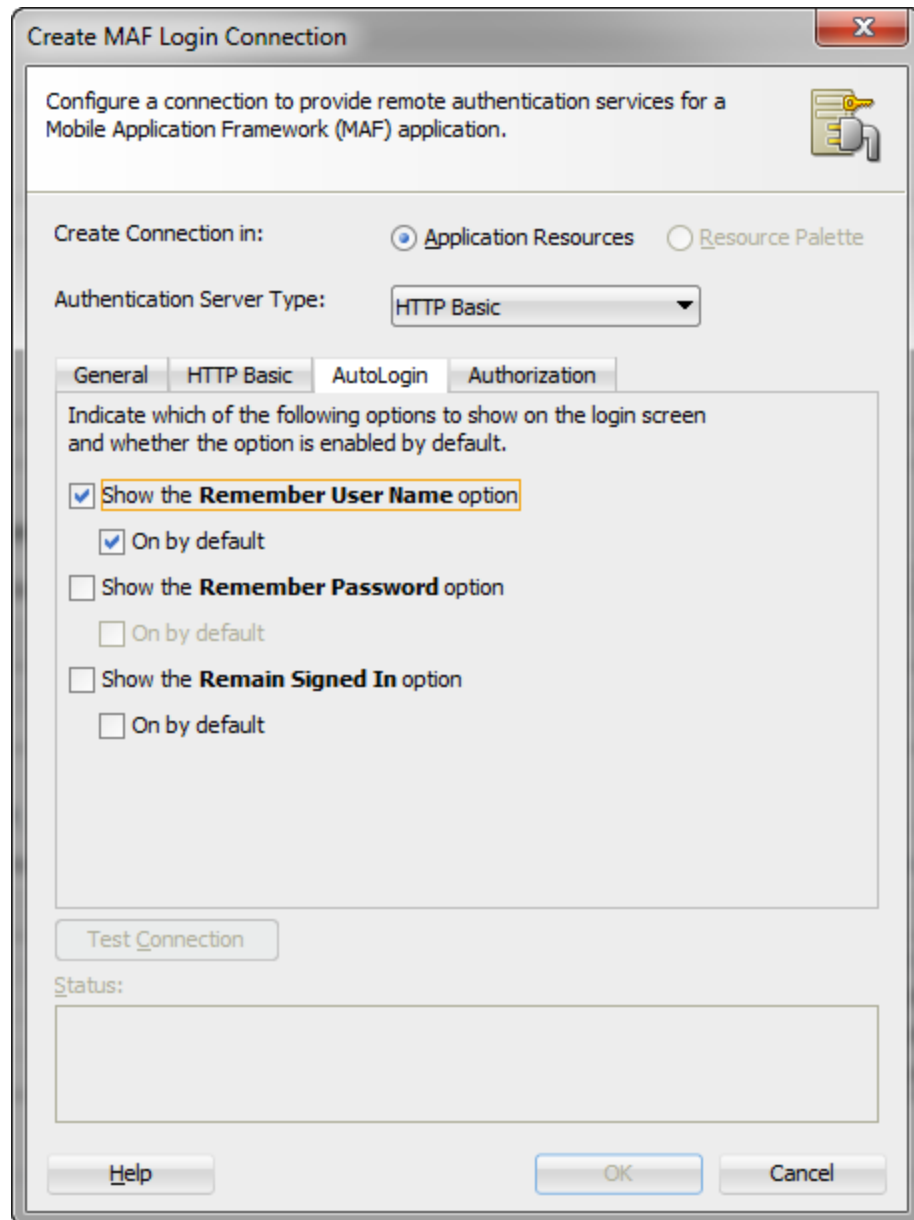 Create MAF Login Connection
Configure a connection to provide remote authentication services for a
Mobile Application Framework (MAF) application.
Create Connection in: Application Resources Resource Palette
Authentication Server Type: HTTP Basic
General HTTP Basic AutoLogin Authorization
Indicate which of the following options to show on the login screen
and whether the option is enabled by default.
Show the Remember User Name option
On by default
Show the Remember Password option
On by default
Show the Remain Signed In option
On by default
Test Connection
Status:
Help OK Cancel